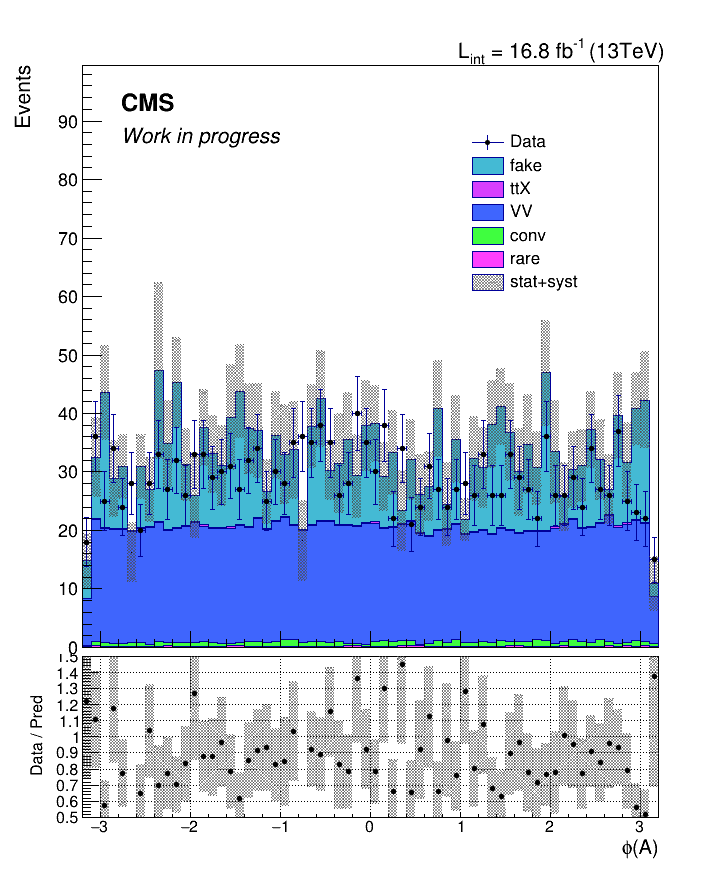 L_int = 16.8 fb^-1 (13TeV)
Events
CMS
Work in progress
Data
fake
ttX
VV
conv
rare
stat+syst
90
80
70
60
50
40
30
20
10
0
Data / Pred
1.5
1.4
1.3
1.2
1.1
1
0.9
0.8
0.7
0.6
0.5
−3 −2 −1 0 1 2 3
ϕ(A)